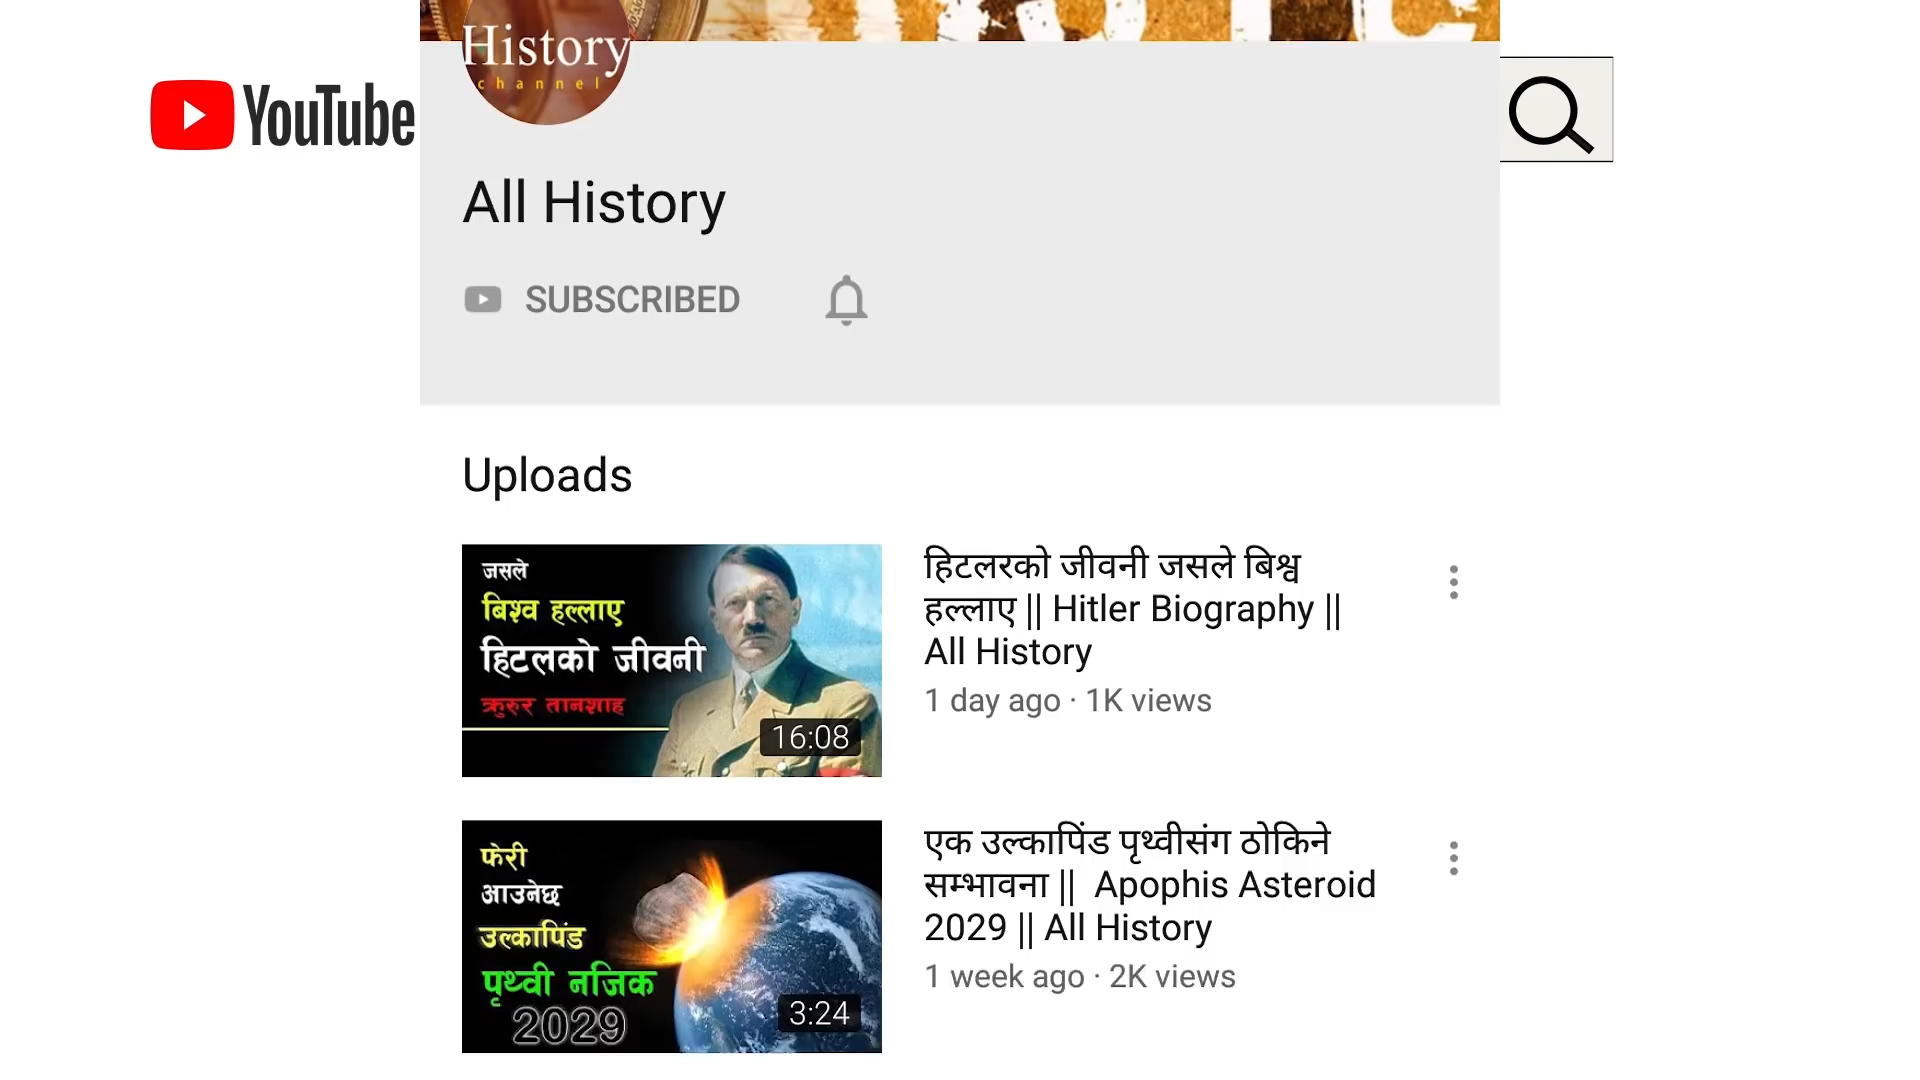 History
channel
YouTube
All History
SUBSCRIBED
Uploads
जसले
बिश्व हल्लाए
हिटलको जीवनी
क्रुरुर तानशाह
16:08
हिटलरको जीवनी जसले बिश्व
हल्लाए || Hitler Biography ||
All History
1 day ago · 1K views
फेरी
आउनेछ
उल्कापिंड
पृथ्वी नजिक
2029
3:24
एक उल्कापिंड पृथ्वीसंग ठोकिने
सम्भावना || Apophis Asteroid
2029 || All History
1 week ago · 2K views